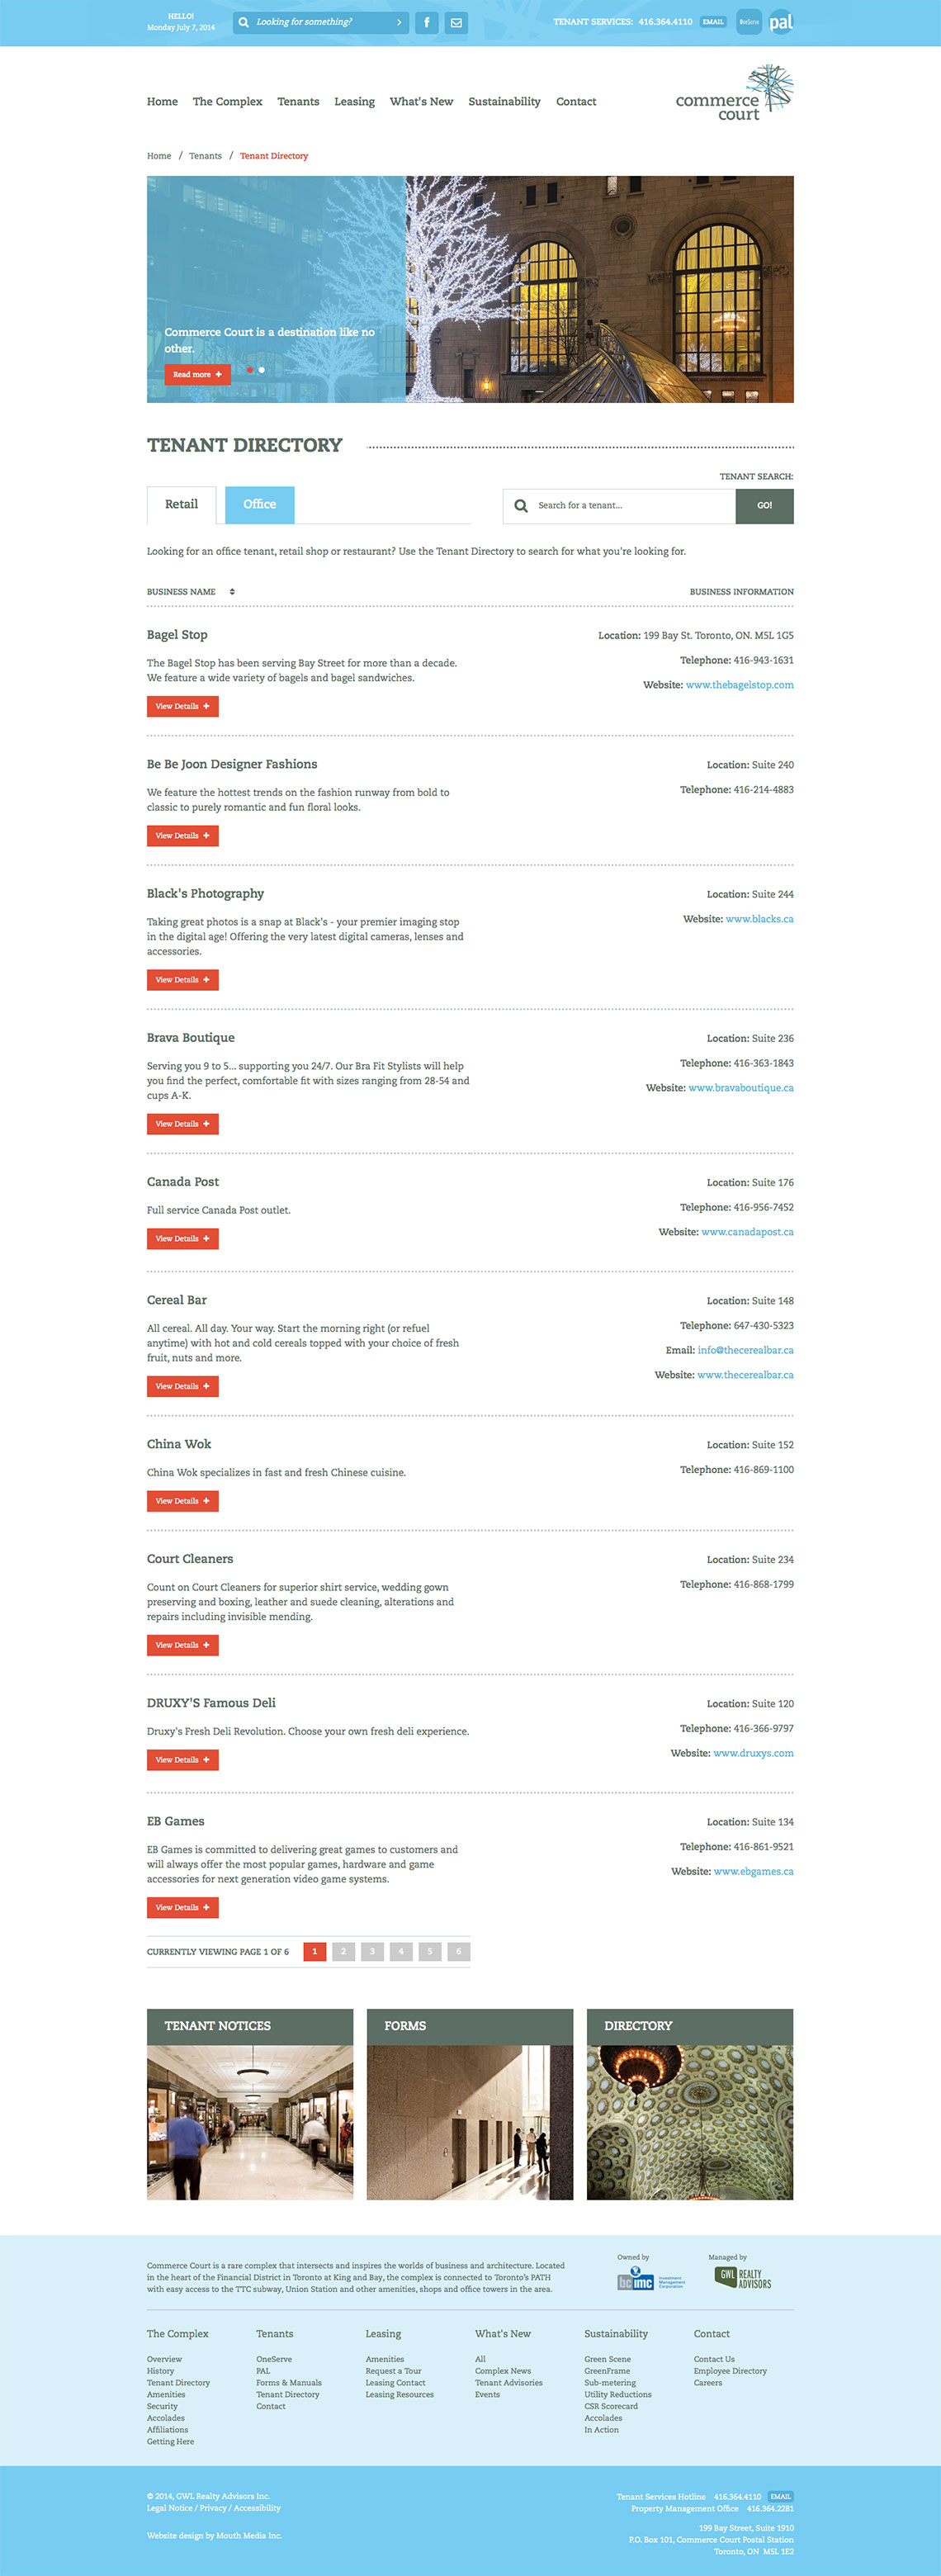 HELLO!
Monday July 7, 2014
Looking for something?
TENANT SERVICES: 416.364.4110 EMAIL
pal
Home The Complex Tenants Leasing What's New Sustainability Contact
commerce
court
Home / Tenants / Tenant Directory
Commerce Court is a destination like no
other.
Read more +
TENANT DIRECTORY
TENANT SEARCH:
Retail Office
Search for a tenant... GO!
Looking for an office tenant, retail shop or restaurant? Use the Tenant Directory to search for what you're looking for.
BUSINESS NAME BUSINESS INFORMATION
Bagel Stop
The Bagel Stop has been serving Bay Street for more than a decade.
We feature a wide variety of bagels and bagel sandwiches.
View Details +
Location: 199 Bay St. Toronto, ON. M5L 1G5
Telephone: 416-943-1631
Website: www.thebagelstop.com
Be Be Joon Designer Fashions
We feature the hottest trends on the fashion runway from bold to
classic to purely romantic and fun floral looks.
View Details +
Location: Suite 240
Telephone: 416-214-4883
Black's Photography
Taking great photos is a snap at Black's - your premier imaging stop
in the digital age! Offering the very latest digital cameras, lenses and
accessories.
View Details +
Location: Suite 244
Website: www.blacks.ca
Brava Boutique
Serving you 9 to 5... supporting you 24/7. Our Bra Fit Stylists will help
you find the perfect, comfortable fit with sizes ranging from 28-54 and
cups A-K.
View Details +
Location: Suite 236
Telephone: 416-363-1843
Website: www.bravaboutique.ca
Canada Post
Full service Canada Post outlet.
View Details +
Location: Suite 176
Telephone: 416-956-7452
Website: www.canadapost.ca
Cereal Bar
All cereal. All day. Your way. Start the morning right (or refuel
anytime) with hot and cold cereals topped with your choice of fresh
fruit, nuts and more.
View Details +
Location: Suite 148
Telephone: 647-430-5323
Email: info@thecerealbar.ca
Website: www.thecerealbar.ca
China Wok
China Wok specializes in fast and fresh Chinese cuisine.
View Details +
Location: Suite 152
Telephone: 416-869-1100
Court Cleaners
Count on Court Cleaners for superior shirt service, wedding gown
preserving and boxing, leather and suede cleaning, alterations and
repairs including invisible mending.
View Details +
Location: Suite 234
Telephone: 416-868-1799
DRUXY'S Famous Deli
Druxy's Fresh Deli Revolution. Choose your own fresh deli experience.
View Details +
Location: Suite 120
Telephone: 416-366-9797
Website: www.druxys.com
EB Games
EB Games is committed to delivering great games to customers and
will always offer the most popular games, hardware and game
accessories for next generation video game systems.
View Details +
Location: Suite 134
Telephone: 416-861-9521
Website: www.ebgames.ca
CURRENTLY VIEWING PAGE 1 OF 6 1 2 3 4 5 6
TENANT NOTICES FORMS DIRECTORY
Commerce Court is a rare complex that intersects and inspires the worlds of business and architecture. Located
in the heart of the Financial District in Toronto at King and Bay, the complex is connected to Toronto's PATH
with easy access to the TTC subway, Union Station and other amenities, shops and office towers in the area.
Owned by
bcimc Investment
Management
Corporation
Managed by
GWL REALTY
ADVISORS
The Complex
Overview
History
Tenant Directory
Amenities
Security
Accolades
Affiliations
Getting Here
Tenants
OneServe
PAL
Forms & Manuals
Tenant Directory
Contact
Leasing
Amenities
Request a Tour
Leasing Contact
Leasing Resources
What's New
All
Complex News
Tenant Advisories
Events
Sustainability
Green Scene
GreenFrame
Sub-metering
Utility Reductions
CSR Scorecard
Accolades
In Action
Contact
Contact Us
Employee Directory
Careers
© 2014, GWL Realty Advisors Inc.
Legal Notice / Privacy / Accessibility
Website design by Mouth Media Inc.
Tenant Services Hotline 416.364.4110 EMAIL
Property Management Office 416.364.2281
199 Bay Street, Suite 1910
P.O. Box 101, Commerce Court Postal Station
Toronto, ON M5L 1E2